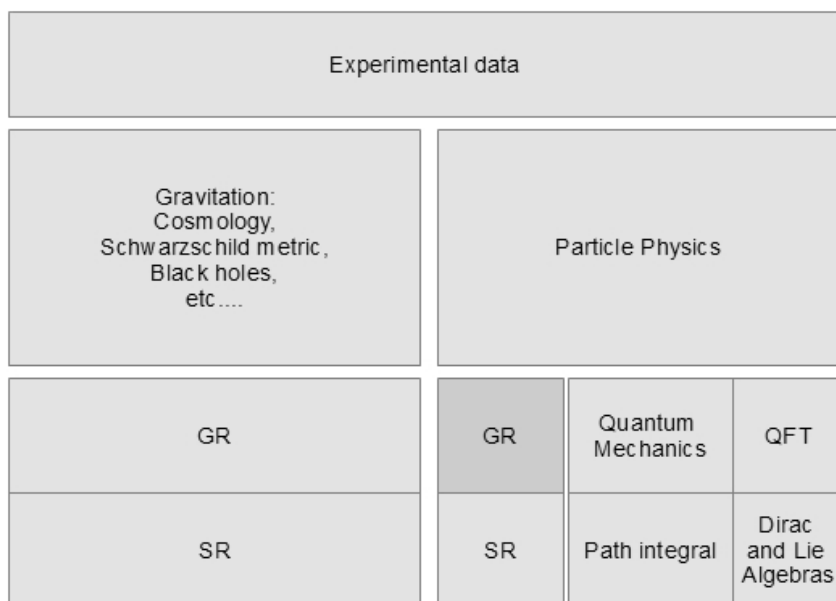 Experimental data
Gravitation:
Cosmology,
Schwarzschild metric,
Black holes,
etc....
Particle Physics
GR
GR
Quantum
Mechanics
QFT
SR
SR
Path integral
Dirac
and Lie
Algebras